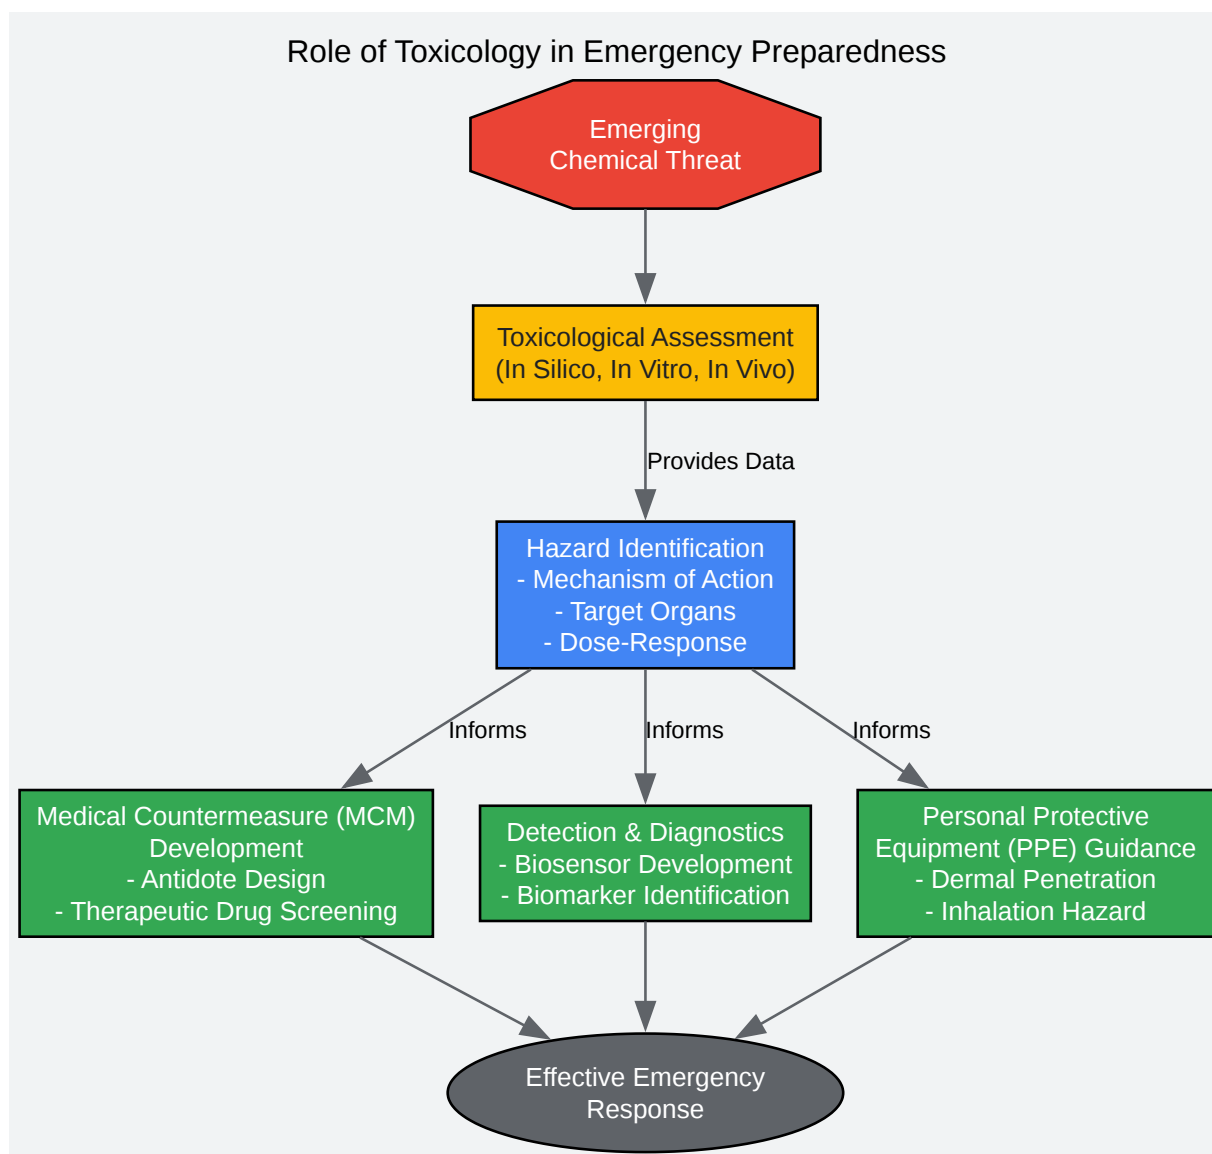 Role of Toxicology in Emergency Preparedness
Emerging
Chemical Threat
Toxicological Assessment
(In Silico, In Vitro, In Vivo)
Provides Data
Hazard Identification
- Mechanism of Action
- Target Organs
- Dose-Response
Informs
Informs
Informs
Medical Countermeasure (MCM)
Development
- Antidote Design
- Therapeutic Drug Screening
Detection & Diagnostics
- Biosensor Development
- Biomarker Identification
Personal Protective
Equipment (PPE) Guidance
- Dermal Penetration
- Inhalation Hazard
Effective Emergency
Response